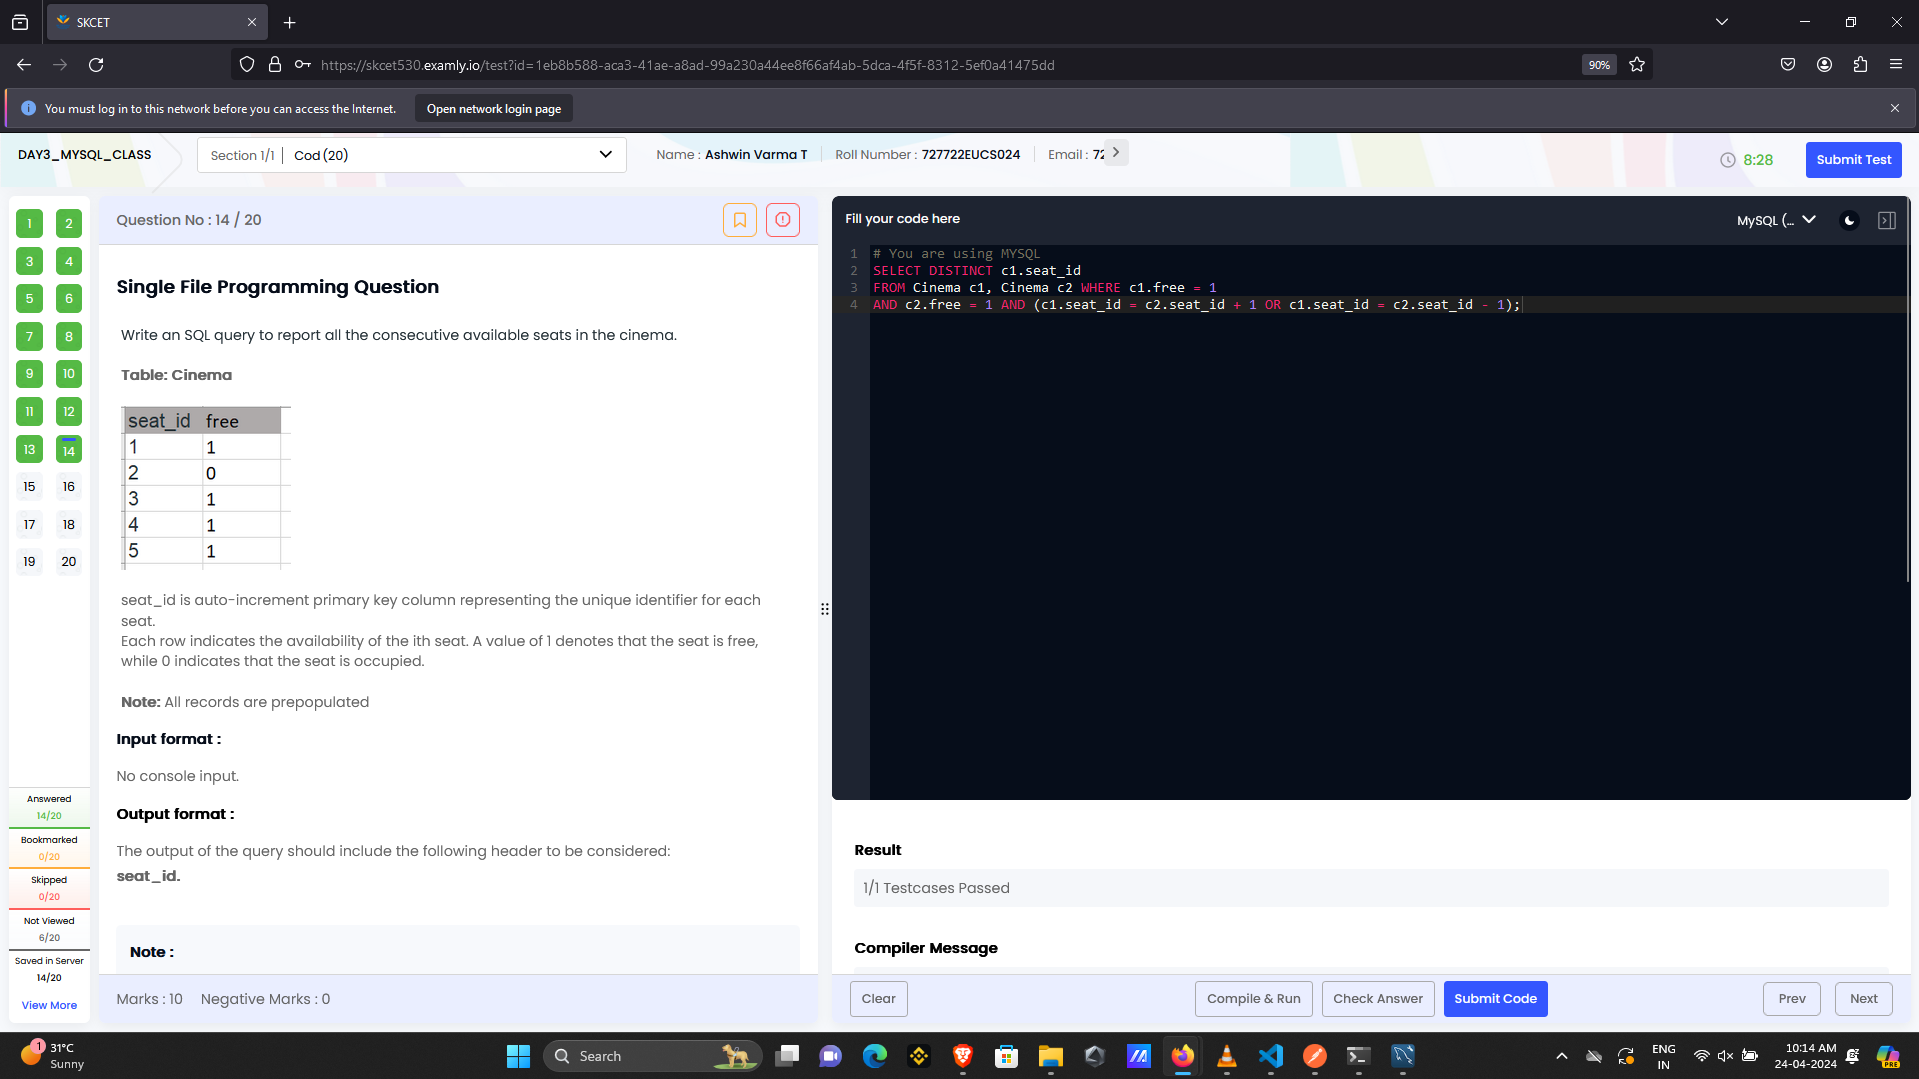 SKCET
https://skcet530.examly.io/test?id=1eb8b588-aca3-41ae-a8ad-99a230a44ee8f66af4ab-5dca-4f5f-8312-5ef0a41475dd
90%
You must log in to this network before you can access the Internet.
Open network login page
DAY3_MYSQL_CLASS
Section 1/1
Cod (20)
Name : Ashwin Varma T
Roll Number : 727722EUCS024
Email : 72
8:28
Submit Test
1 2
3 4
5 6
7 8
9 10
11 12
13 14
15 16
17 18
19 20
Answered
14/20
Bookmarked
0/20
Skipped
0/20
Not Viewed
6/20
Saved in Server
14/20
View More
Question No : 14 / 20
Single File Programming Question
Write an SQL query to report all the consecutive available seats in the cinema.
Table: Cinema
seat_id free
1 1
2 0
3 1
4 1
5 1
seat_id is auto-increment primary key column representing the unique identifier for each
seat.
Each row indicates the availability of the ith seat. A value of 1 denotes that the seat is free,
while 0 indicates that the seat is occupied.
Note: All records are prepopulated
Input format :
No console input.
Output format :
The output of the query should include the following header to be considered:
seat_id.
Note :
Marks : 10 Negative Marks : 0
Fill your code here
MySQL (...
1 # You are using MYSQL
2 SELECT DISTINCT c1.seat_id
3 FROM Cinema c1, Cinema c2 WHERE c1.free = 1
4 AND c2.free = 1 AND (c1.seat_id = c2.seat_id + 1 OR c1.seat_id = c2.seat_id - 1);
Result
1/1 Testcases Passed
Compiler Message
Clear
Compile & Run
Check Answer
Submit Code
Prev
Next
1
31°C
Sunny
Search
PRE
ENG
IN
10:14 AM
24-04-2024